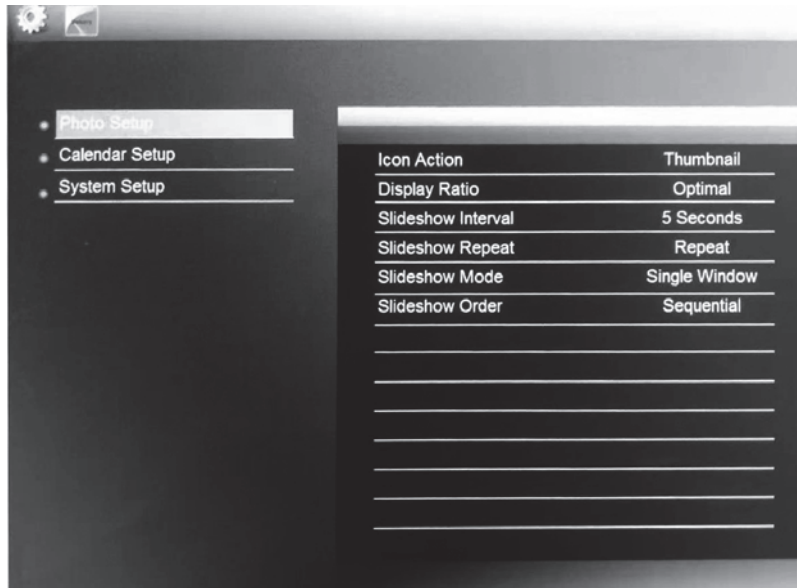 Photo Setup
Calendar Setup
System Setup
Icon Action Thumbnail
Display Ratio Optimal
Slideshow Interval 5 Seconds
Slideshow Repeat Repeat
Slideshow Mode Single Window
Slideshow Order Sequential